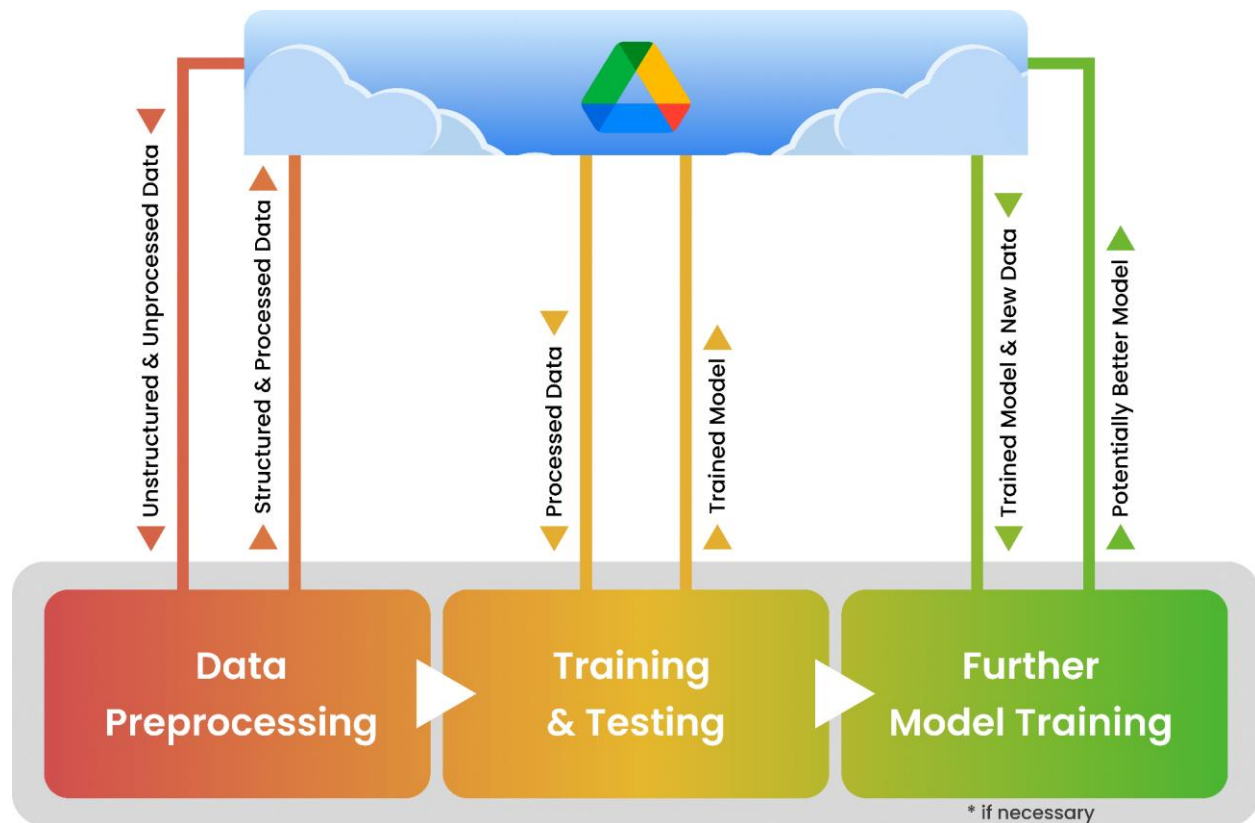 Unstructured & Unprocessed Data
Structured & Processed Data
Processed Data
Trained Model
Trained Model & New Data
Potentially Better Model
Data
Preprocessing
Training
& Testing
Further
Model Training
* if necessary